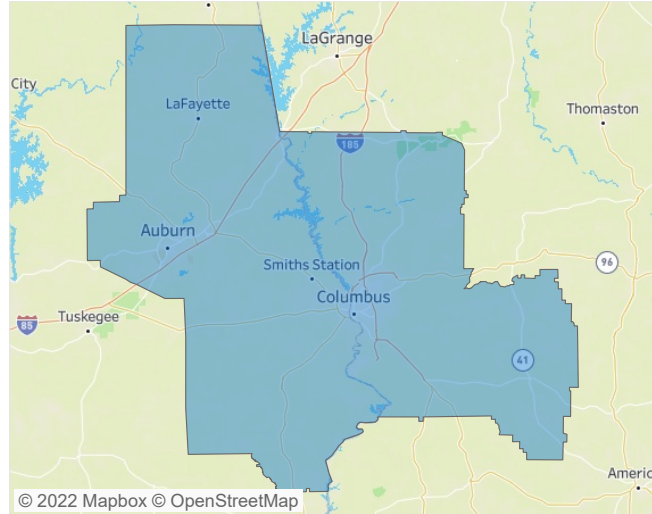 LaGrange
City
LaFayette
Thomaston
185
Auburn
Smiths Station
96
Columbus
Tuskegee
85
41
Americ
© 2022 Mapbox © OpenStreetMap